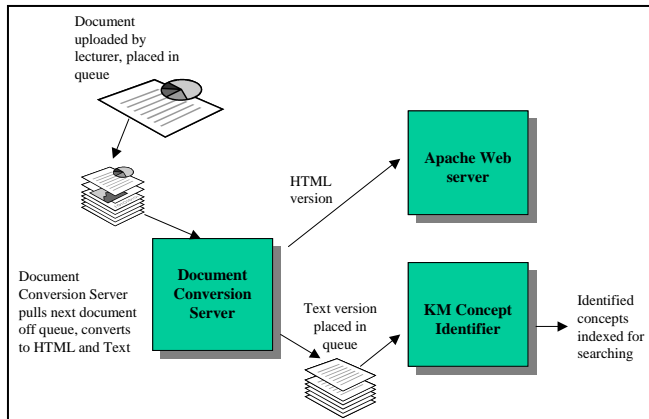 Document
uploaded by
lecturer, placed in
queue
Apache Web
server
HTML
version
Document
Conversion Server
pulls next document
off queue, converts
to HTML and Text
Document
Conversion
Server
Text version
placed in
queue
KM Concept
Identifier
Identified
concepts
indexed for
searching